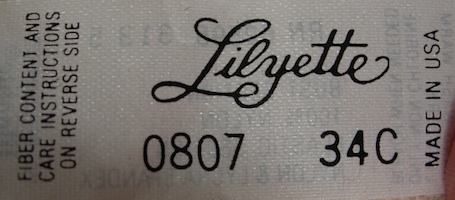 FIBER CONTENT AND
CARE INSTRUCTIONS
ON REVERSE SIDE
Lilyette
0807 34C
MADE IN USA